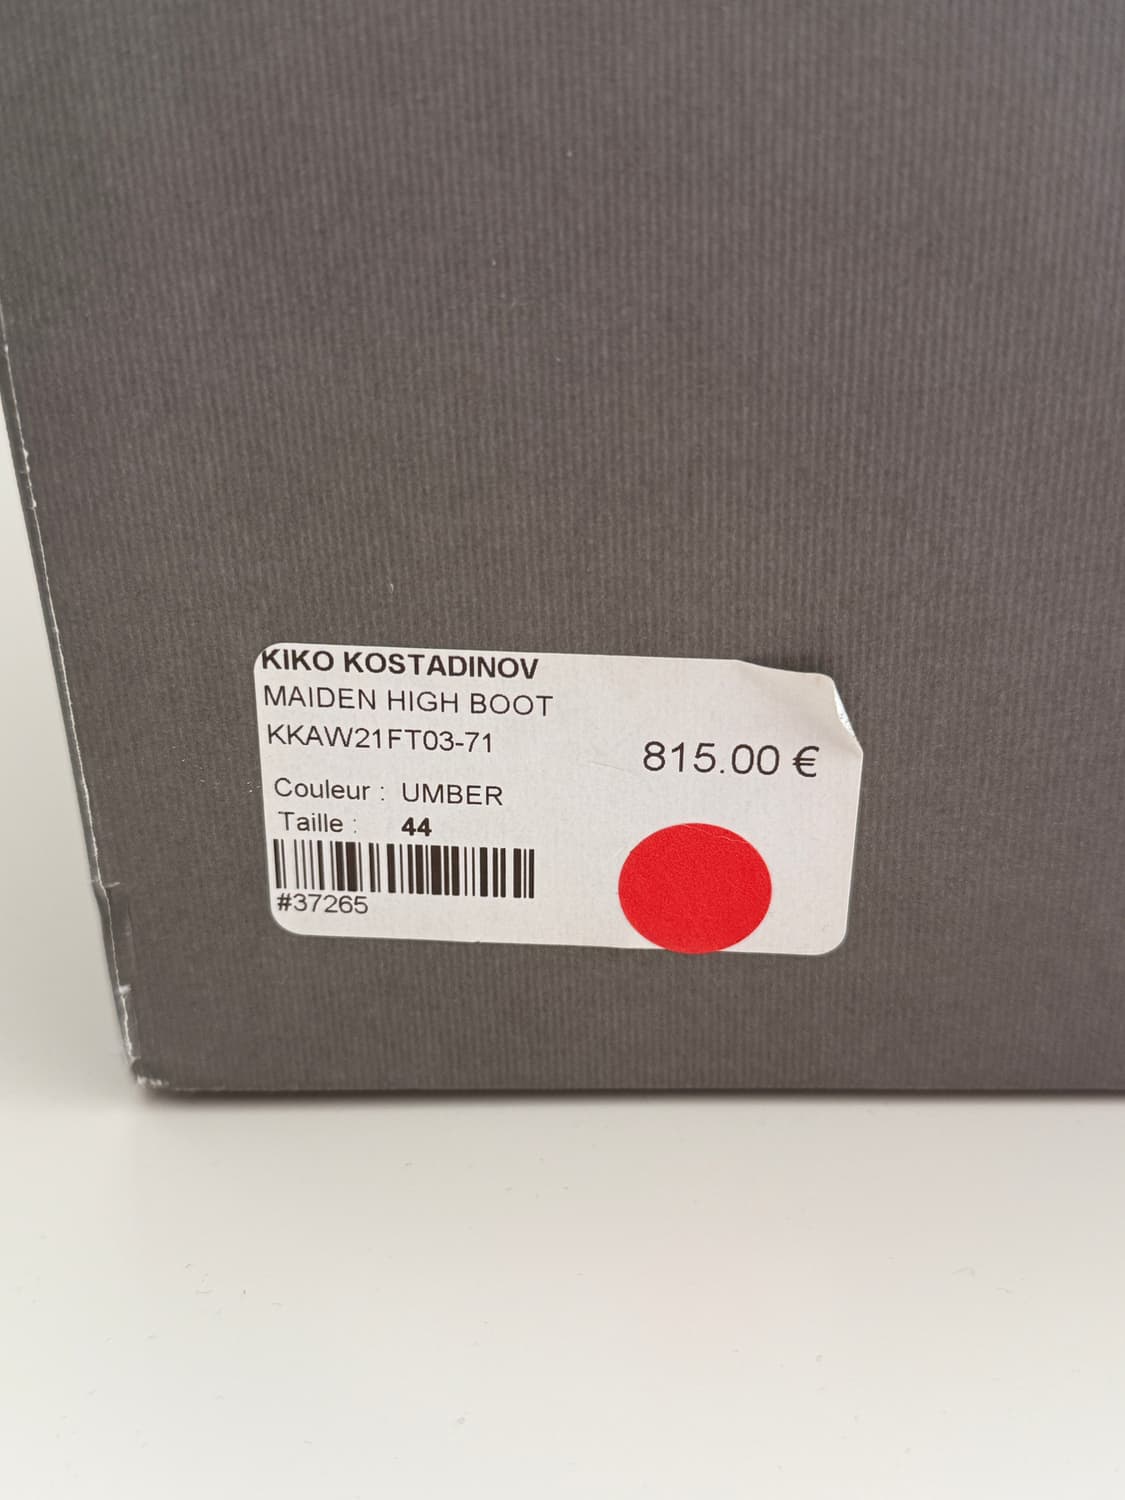 KIKO KOSTADINOV
MAIDEN HIGH BOOT
KKAW21FT03-71
815.00 €
Couleur : UMBER
Taille : 44
#37265